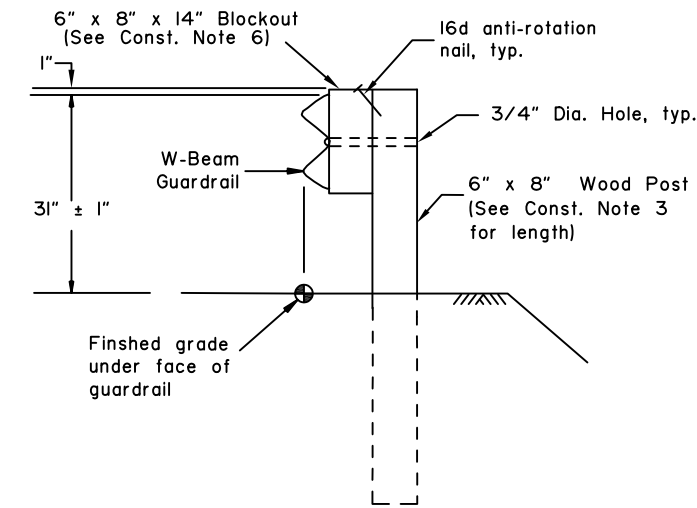 6" x 8" x 14" Blockout
(See Const. Note 6)
16d anti-rotation
nail, typ.
1"
3/4" Dia. Hole, typ.
W-Beam
Guardrail
6" x 8" Wood Post
(See Const. Note 3
for length)
31" ± 1"
Finshed grade
under face of
guardrail